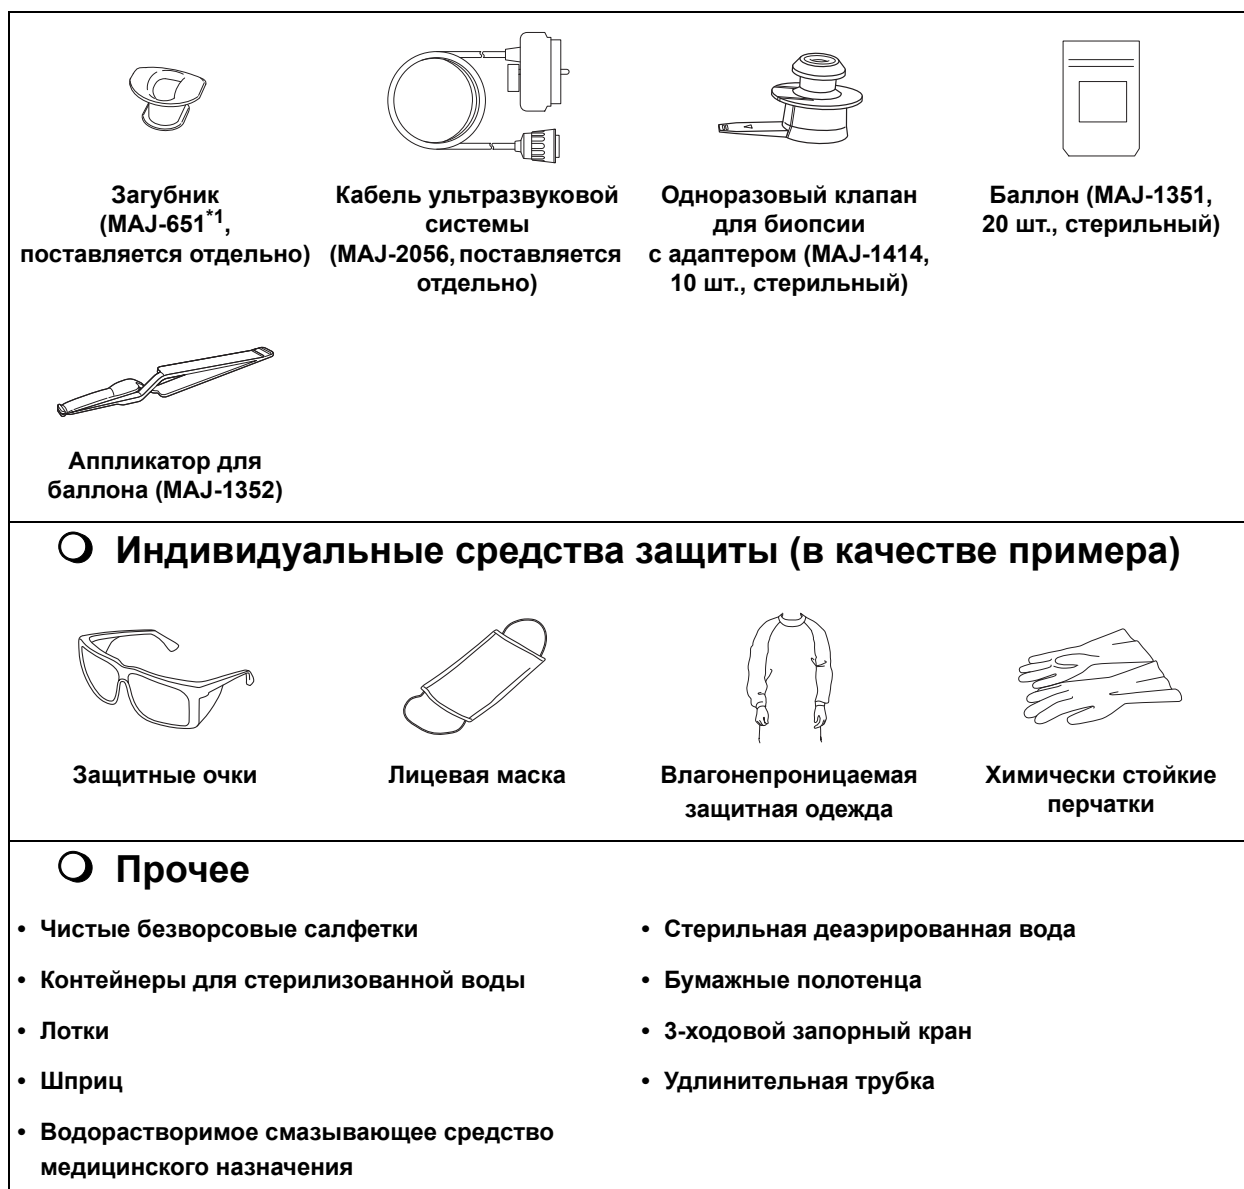 Загубник
(MAJ-651*1,
поставляется отдельно)
Кабель ультразвуковой
системы
(MAJ-2056, поставляется
отдельно)
Одноразовый клапан
для биопсии
с адаптером (MAJ-1414,
10 шт., стерильный)
Баллон (MAJ-1351,
20 шт., стерильный)
Аппликатор для
баллона (MAJ-1352)
Индивидуальные средства защиты (в качестве примера)
Защитные очки
Лицевая маска
Влагонепроницаемая
защитная одежда
Химически стойкие
перчатки
Прочее
• Чистые безворсовые салфетки
• Контейнеры для стерилизованной воды
• Лотки
• Шприц
• Водорастворимое смазывающее средство
медицинского назначения
• Стерильная деаэрированная вода
• Бумажные полотенца
• 3-ходовой запорный кран
• Удлинительная трубка